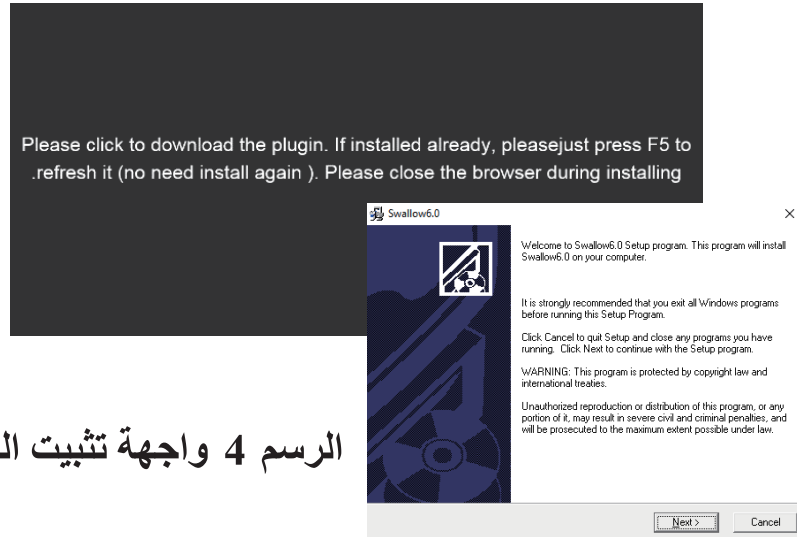 Please click to download the plugin. If installed already, pleasejust press F5 to
.refresh it (no need install again ). Please close the browser during installing
Swallow6.0
Welcome to Swallow6.0 Setup program. This program will install
Swallow6.0 on your computer.
It is strongly recommended that you exit all Windows programs
before running this Setup Program.
Click Cancel to quit Setup and close any programs you have
running. Click Next to continue with the Setup program.
WARNING: This program is protected by copyright law and
international treaties.
Unauthorized reproduction or distribution of this program, or any
portion of it, may result in severe civil and criminal penalties, and
will be prosecuted to the maximum extent possible under law.
Next >
Cancel
الرسم 4 واجهة تثبيت